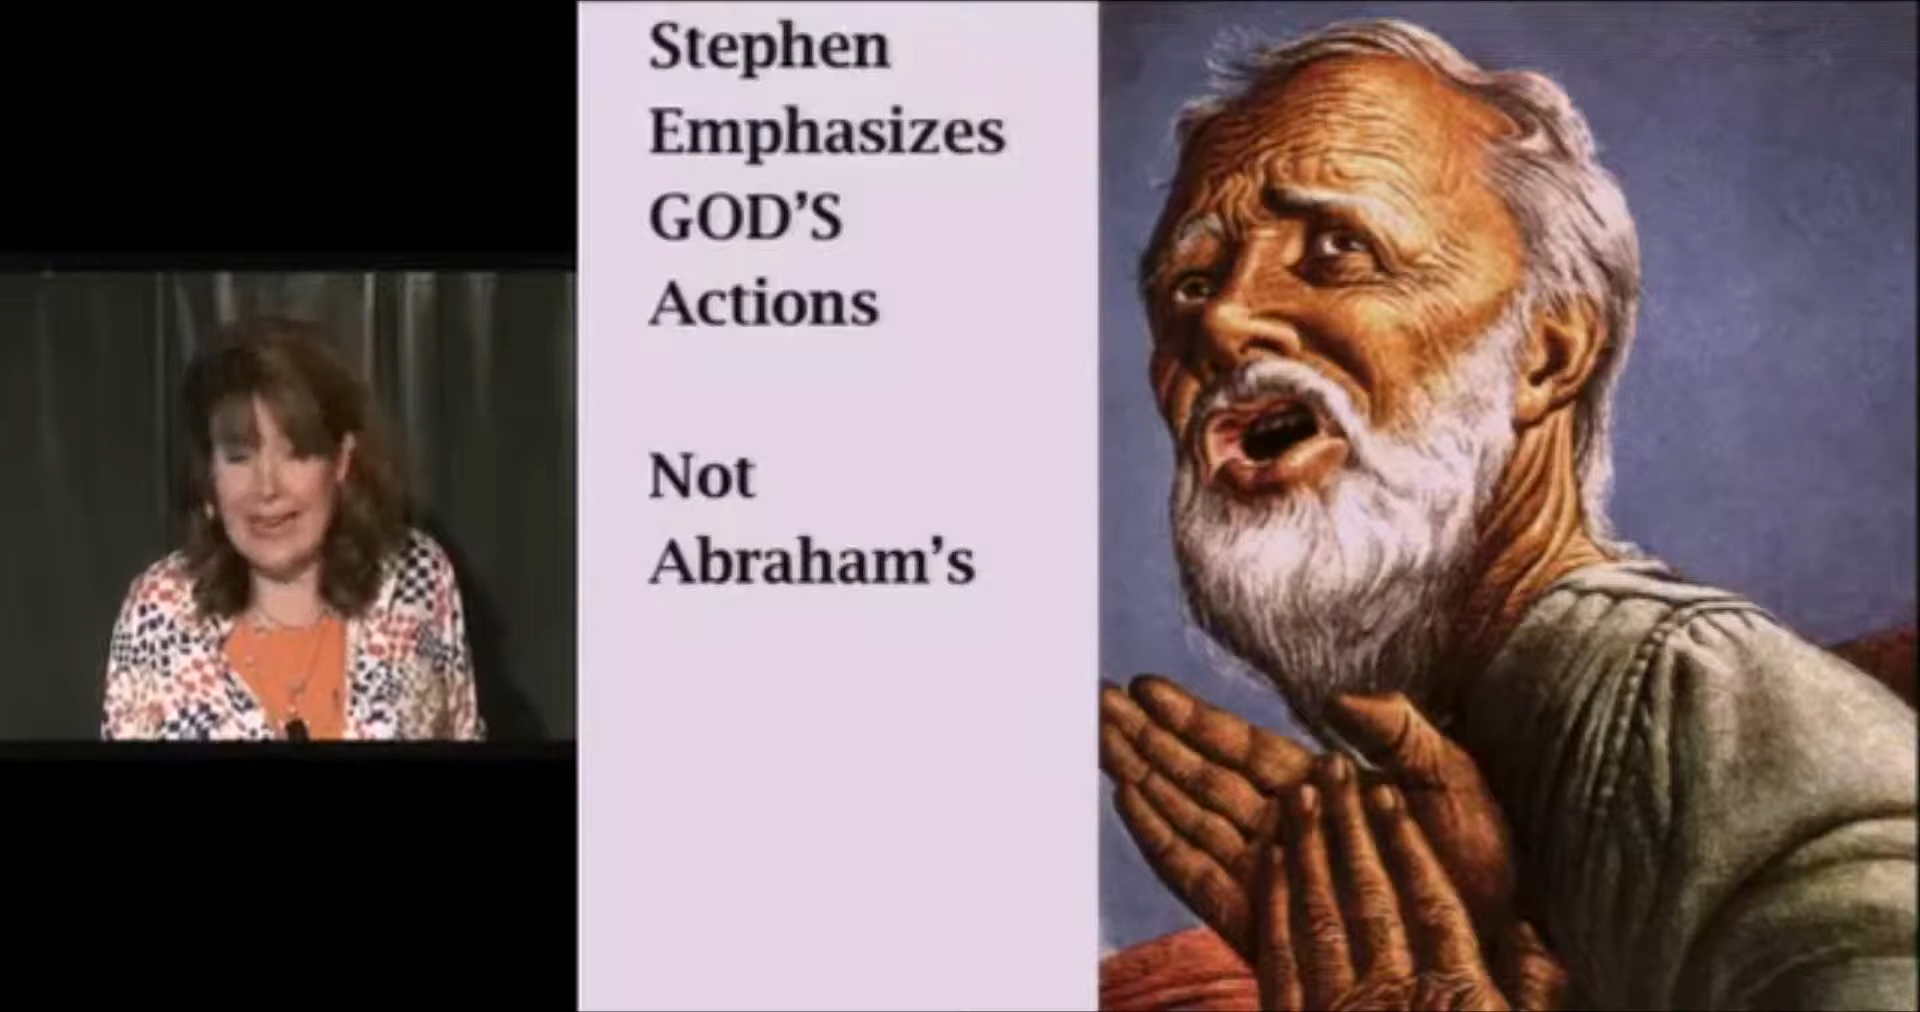 Stephen
Emphasizes
GOD’S
Actions
Not
Abraham’s